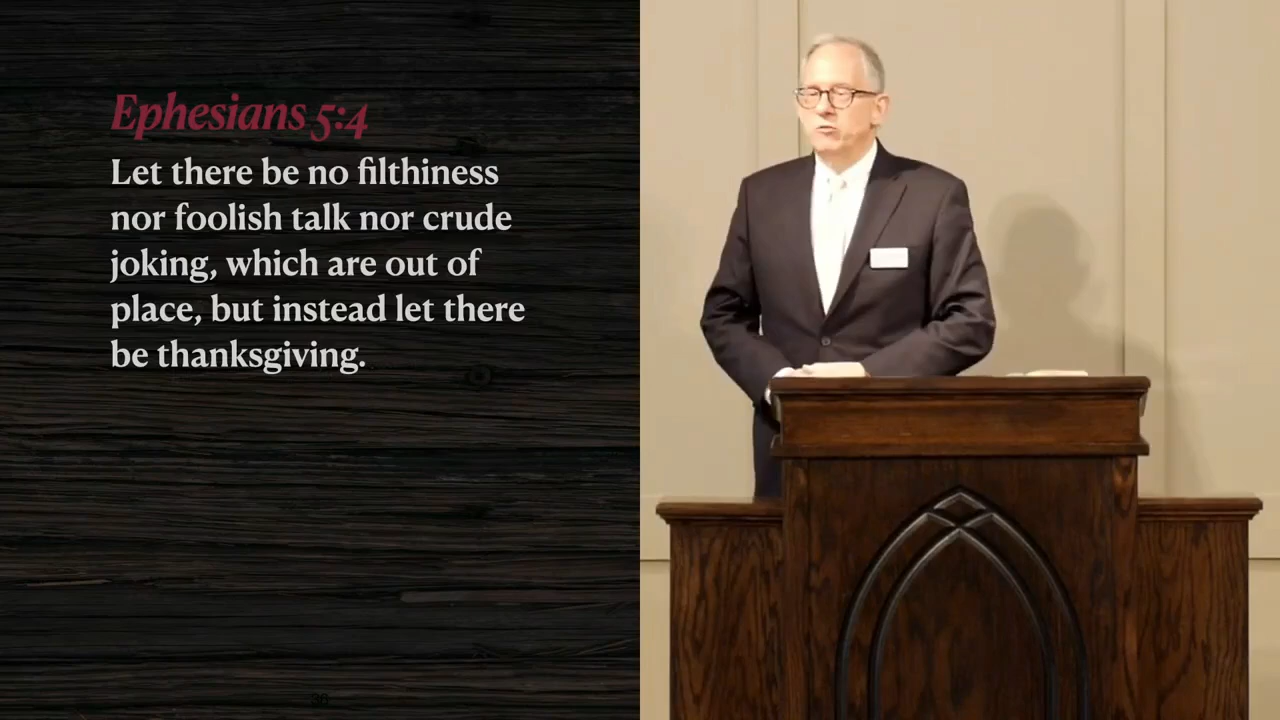 Ephesians 5:4
Let there be no filthiness
nor foolish talk nor crude
joking, which are out of
place, but instead let there
be thanksgiving.